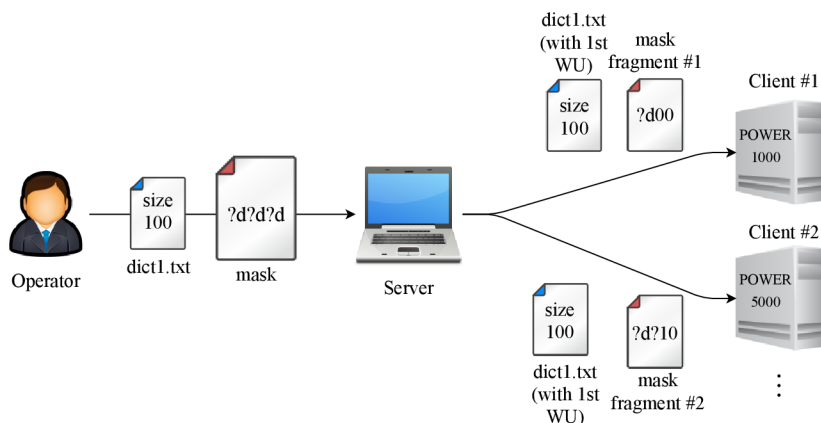 Operator
size
100
dict1.txt
?d?d?d
mask
Server
dict1.txt
(with 1st
WU)
size
100
mask
fragment #1
?d00
Client #1
POWER
1000
Client #2
POWER
5000
size
100
dict1.txt
(with 1st
WU)
?d?10
mask
fragment #2